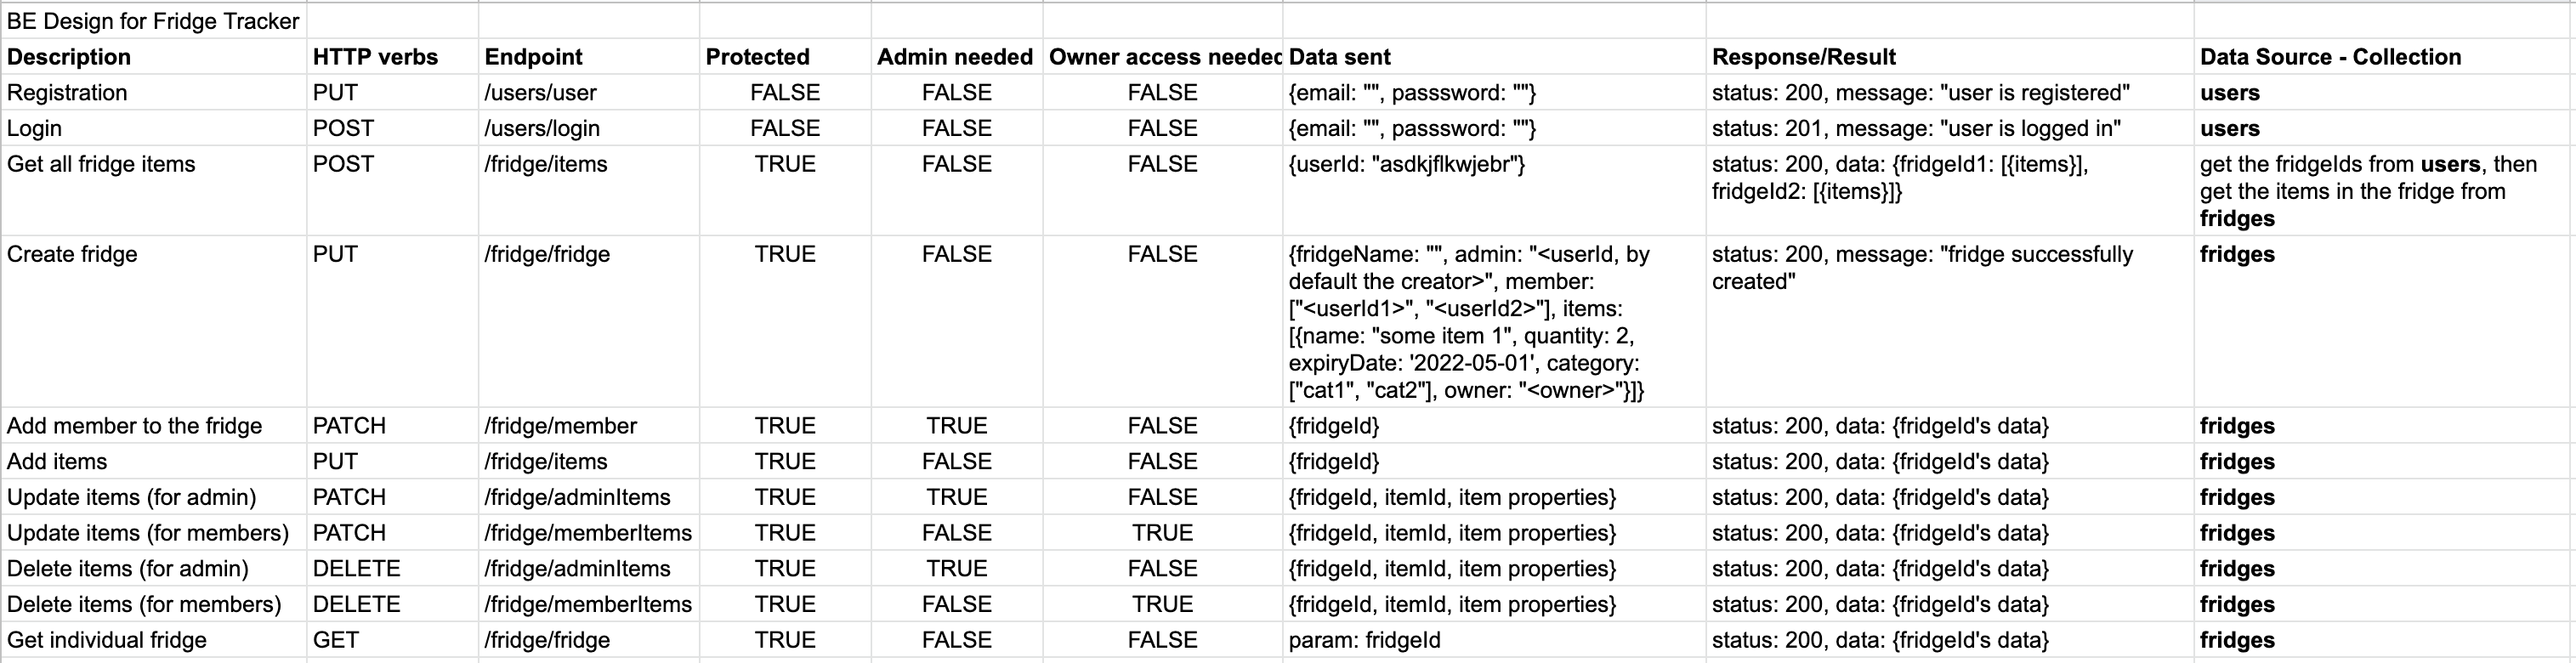 BE Design for Fridge Tracker
Description HTTP verbs Endpoint Protected Admin needed Owner access needed Data sent Response/Result Data Source - Collection
Registration PUT /users/user FALSE FALSE FALSE {email: "", passsword: ""} status: 200, message: "user is registered" users
Login POST /users/login FALSE FALSE FALSE {email: "", passsword: ""} status: 201, message: "user is logged in" users
Get all fridge items POST /fridge/items TRUE FALSE FALSE {userId: "asdkjflkwjebr"} status: 200, data: {fridgeId1: [{items}], get the fridgeIds from users, then
fridgeId2: [{items}]} get the items in the fridge from
fridges
Create fridge PUT /fridge/fridge TRUE FALSE FALSE {fridgeName: "", admin: "<userId, by status: 200, message: "fridge successfully fridges
default the creator>", member: created"
["<userId1>", "<userId2>"], items:
[{name: "some item 1", quantity: 2,
expiryDate: '2022-05-01', category:
["cat1", "cat2"], owner: "<owner>"}]}
Add member to the fridge PATCH /fridge/member TRUE TRUE FALSE {fridgeId} status: 200, data: {fridgeId's data} fridges
Add items PUT /fridge/items TRUE FALSE FALSE {fridgeId} status: 200, data: {fridgeId's data} fridges
Update items (for admin) PATCH /fridge/adminItems TRUE TRUE FALSE {fridgeId, itemId, item properties} status: 200, data: {fridgeId's data} fridges
Update items (for members) PATCH /fridge/memberItems TRUE FALSE TRUE {fridgeId, itemId, item properties} status: 200, data: {fridgeId's data} fridges
Delete items (for admin) DELETE /fridge/adminItems TRUE TRUE FALSE {fridgeId, itemId, item properties} status: 200, data: {fridgeId's data} fridges
Delete items (for members) DELETE /fridge/memberItems TRUE FALSE TRUE {fridgeId, itemId, item properties} status: 200, data: {fridgeId's data} fridges
Get individual fridge GET /fridge/fridge TRUE FALSE FALSE param: fridgeId status: 200, data: {fridgeId's data} fridges